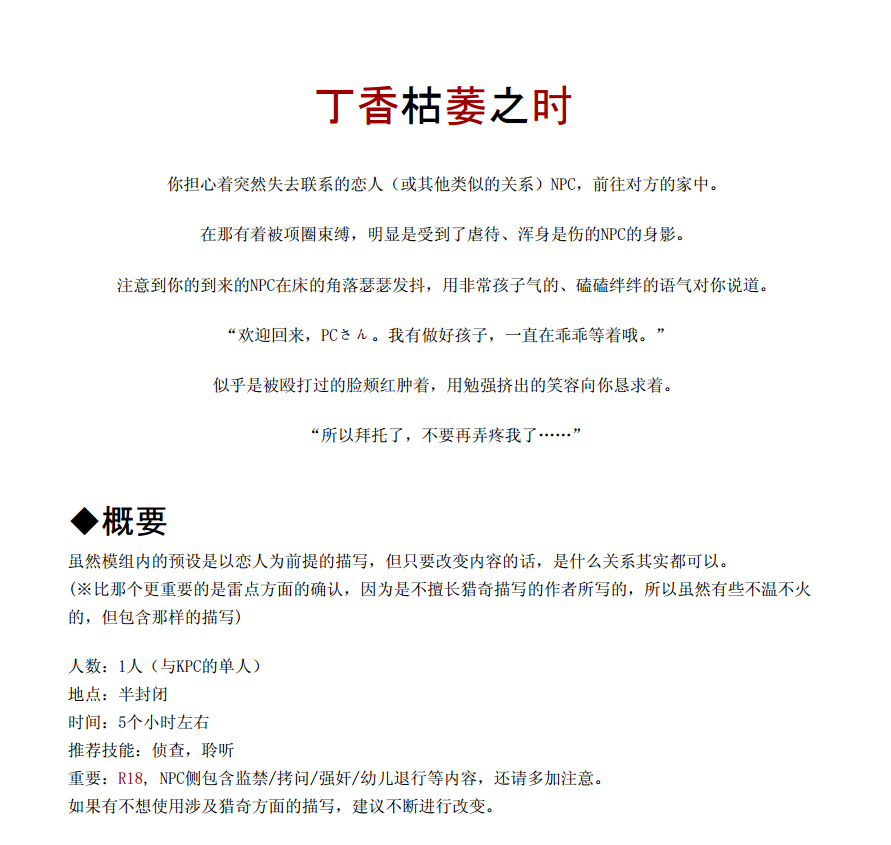 丁香枯萎之时
你担心着突然失去联系的恋人（或其他类似的关系）NPC，前往对方的家中。
在那有着被项圈束缚，明显是受到了虐待、浑身是伤的NPC的身影。
注意到你的到来的NPC在床的角落瑟瑟发抖，用非常孩子气的、磕磕绊绊的语气对你说道。
“欢迎回来，PCさん。我有做好孩子，一直在乖乖等着哦。”
似乎是被殴打过的脸颊红肿着，用勉强挤出的笑容向你恳求着。
“所以拜托了，不要再弄疼我了……”
◆概要
虽然模组内的预设是以恋人为前提的描写，但只要改变内容的话，是什么关系其实都可以。
(※比那个更重要的是雷点方面的确认，因为是不擅长猎奇描写的作者所写的，所以虽然有些不温不火
的，但包含那样的描写)
人数：1人（与KPC的单人）
地点：半封闭
时间：5个小时左右
推荐技能：侦查，聆听
重要：R18, NPC侧包含监禁/拷问/强奸/幼儿退行等内容，还请多加注意。
如果有不想使用涉及猎奇方面的描写，建议不断进行改变。